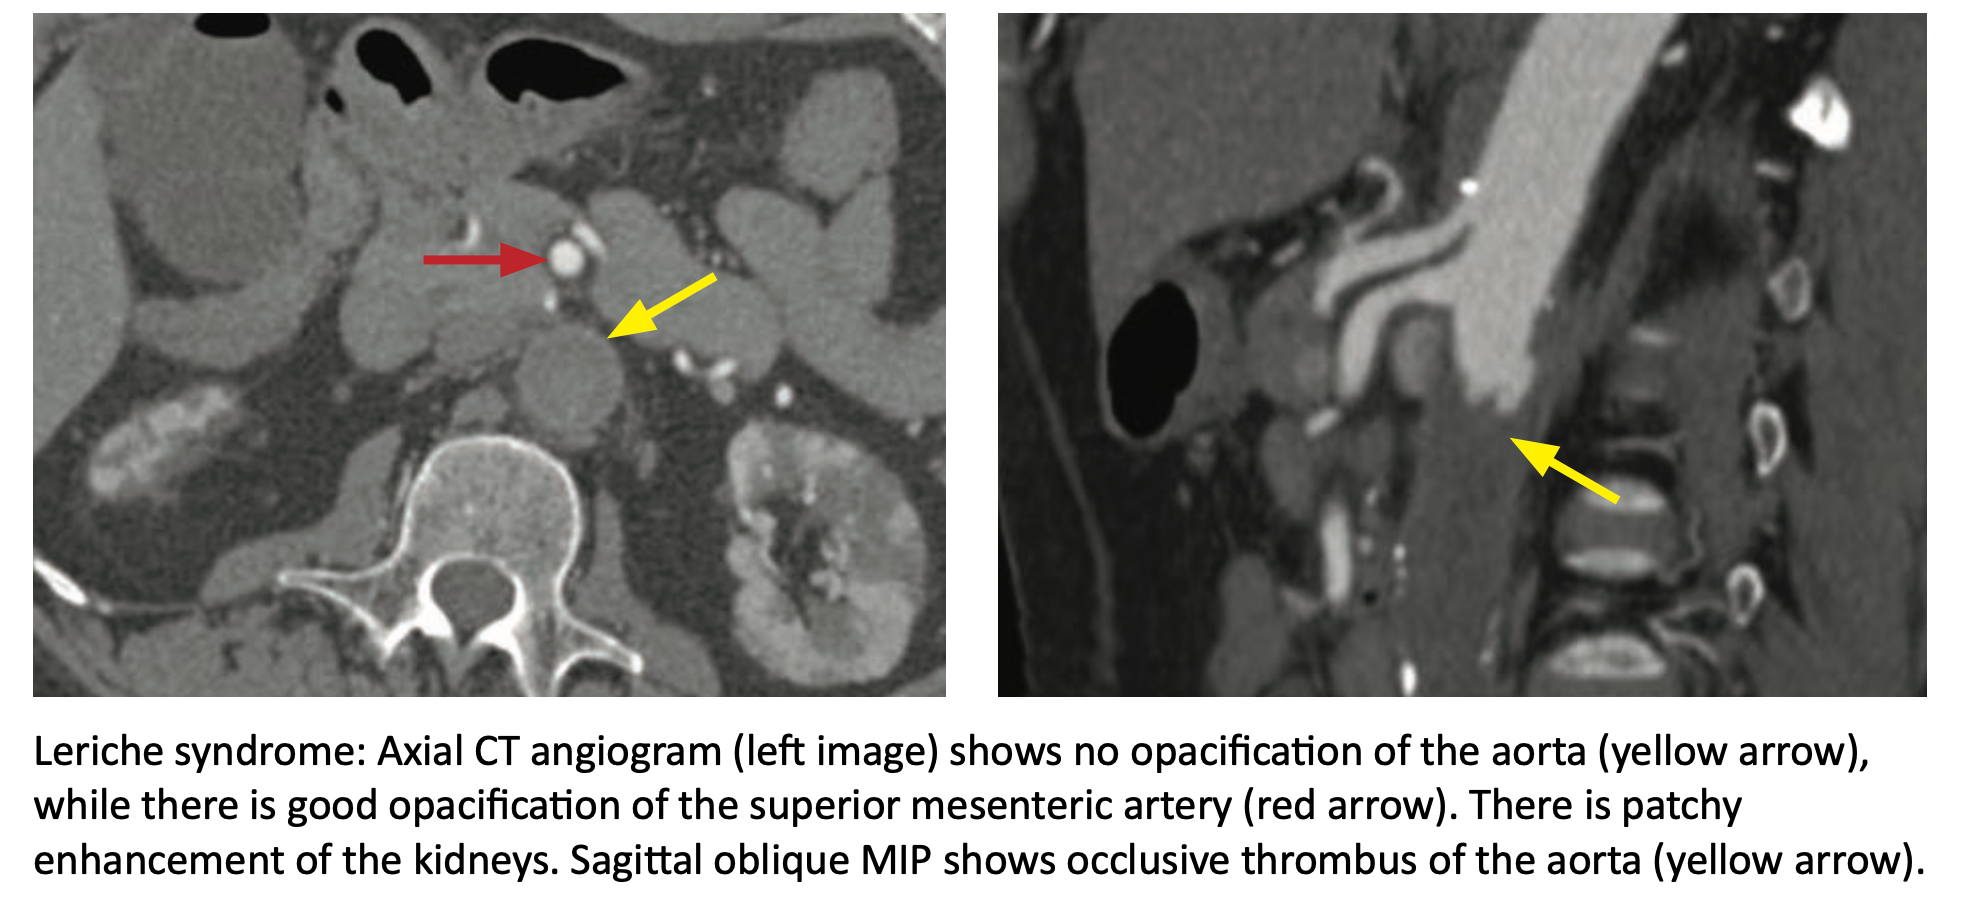 Leriche syndrome: Axial CT angiogram (left image) shows no opacification of the aorta (yellow arrow),
while there is good opacification of the superior mesenteric artery (red arrow). There is patchy
enhancement of the kidneys. Sagittal oblique MIP shows occlusive thrombus of the aorta (yellow arrow).